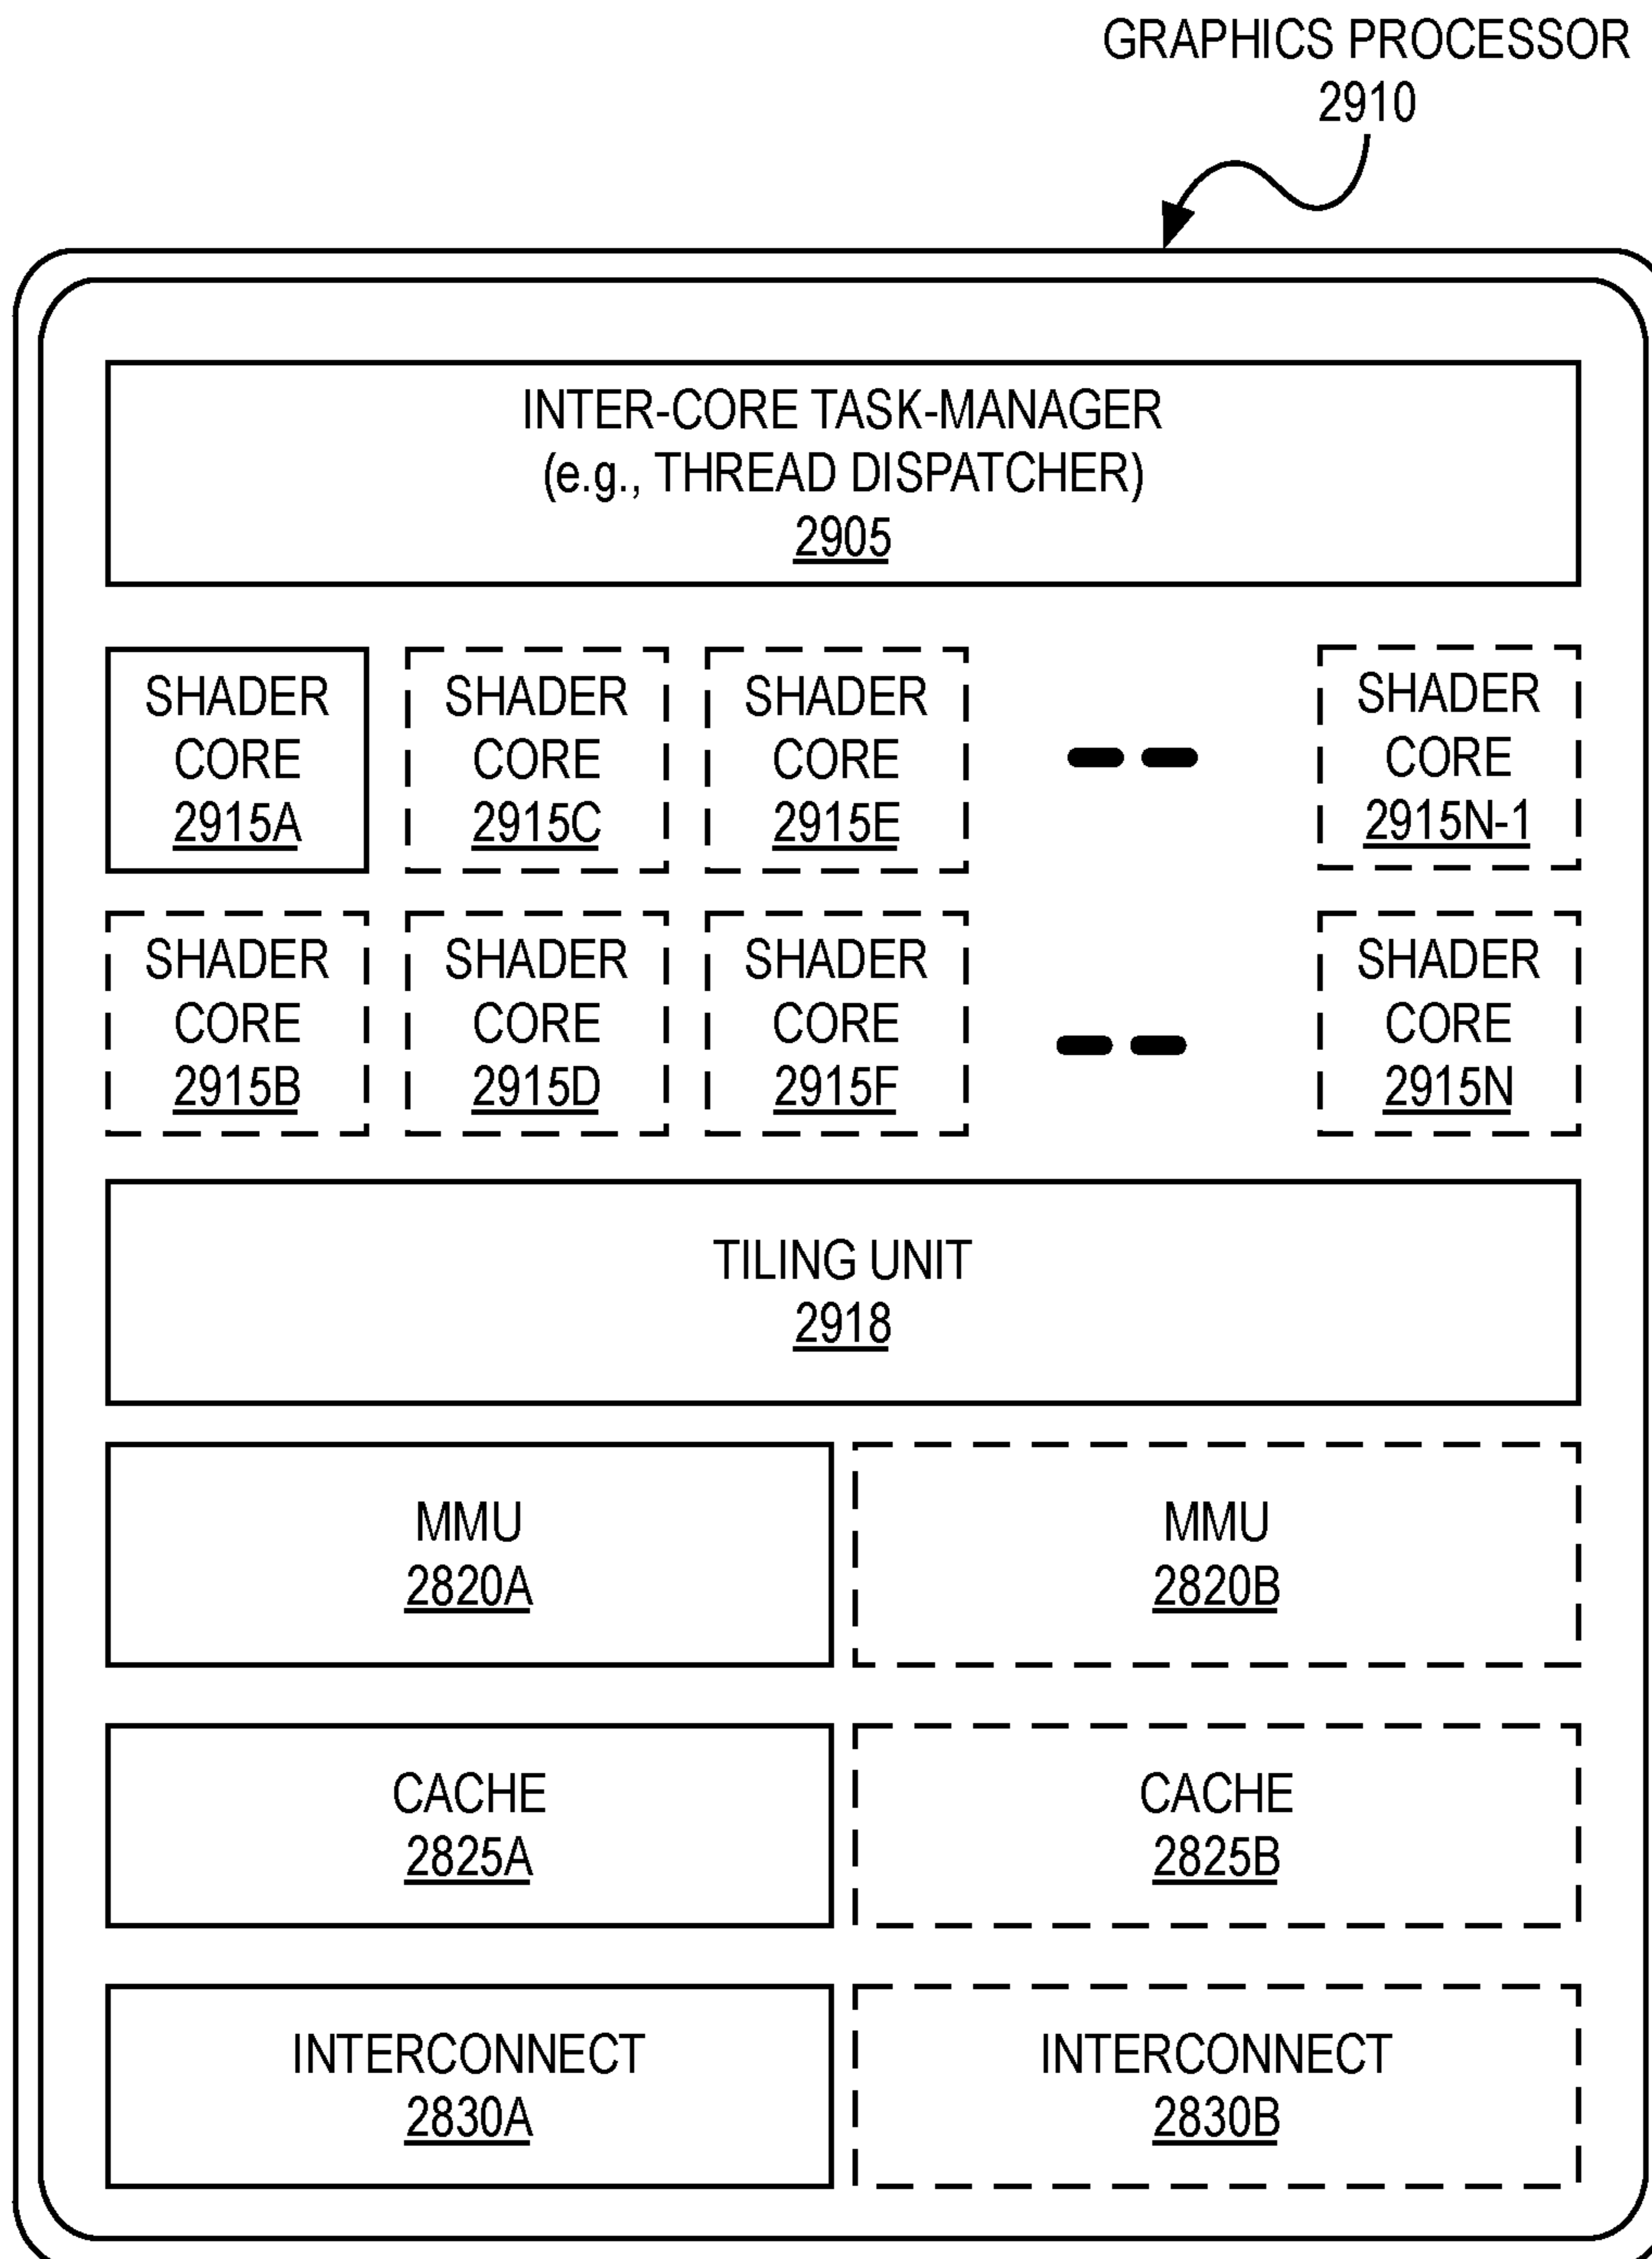 GRAPHICS PROCESSOR
2910
INTER-CORE TASK-MANAGER
(e.g., THREAD DISPATCHER)
2905
SHADER
CORE
2915A
SHADER
CORE
2915C
SHADER
CORE
2915E
SHADER
CORE
2915N-1
SHADER
CORE
2915B
SHADER
CORE
2915D
SHADER
CORE
2915F
SHADER
CORE
2915N
TILING UNIT
2918
MMU
2820A
MMU
2820B
CACHE
2825A
CACHE
2825B
INTERCONNECT
2830A
INTERCONNECT
2830B